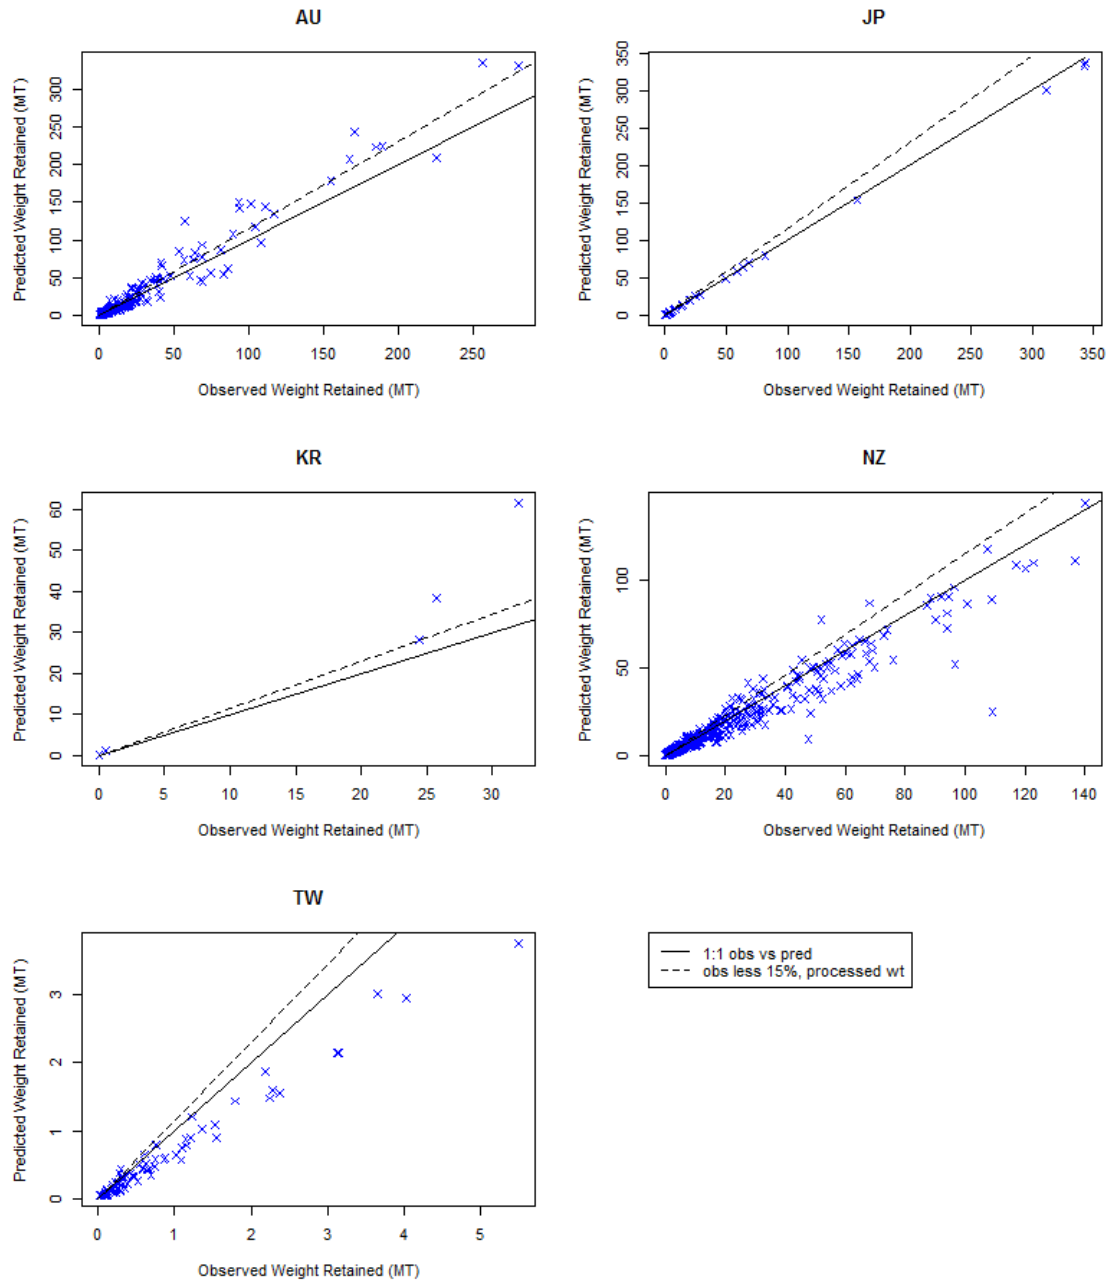 AU
Predicted Weight Retained (MT)
300
250
200
150
100
50
0
0 50 100 150 200 250
Observed Weight Retained (MT)
JP
Predicted Weight Retained (MT)
350
300
250
200
150
100
50
0
0 50 100 150 200 250 300 350
Observed Weight Retained (MT)
KR
Predicted Weight Retained (MT)
60
50
40
30
20
10
0
0 5 10 15 20 25 30
Observed Weight Retained (MT)
NZ
Predicted Weight Retained (MT)
100
50
0
0 20 40 60 80 100 120 140
Observed Weight Retained (MT)
TW
Predicted Weight Retained (MT)
3
2
1
0
0 1 2 3 4 5
Observed Weight Retained (MT)
1:1 obs vs pred
obs less 15%, processed wt